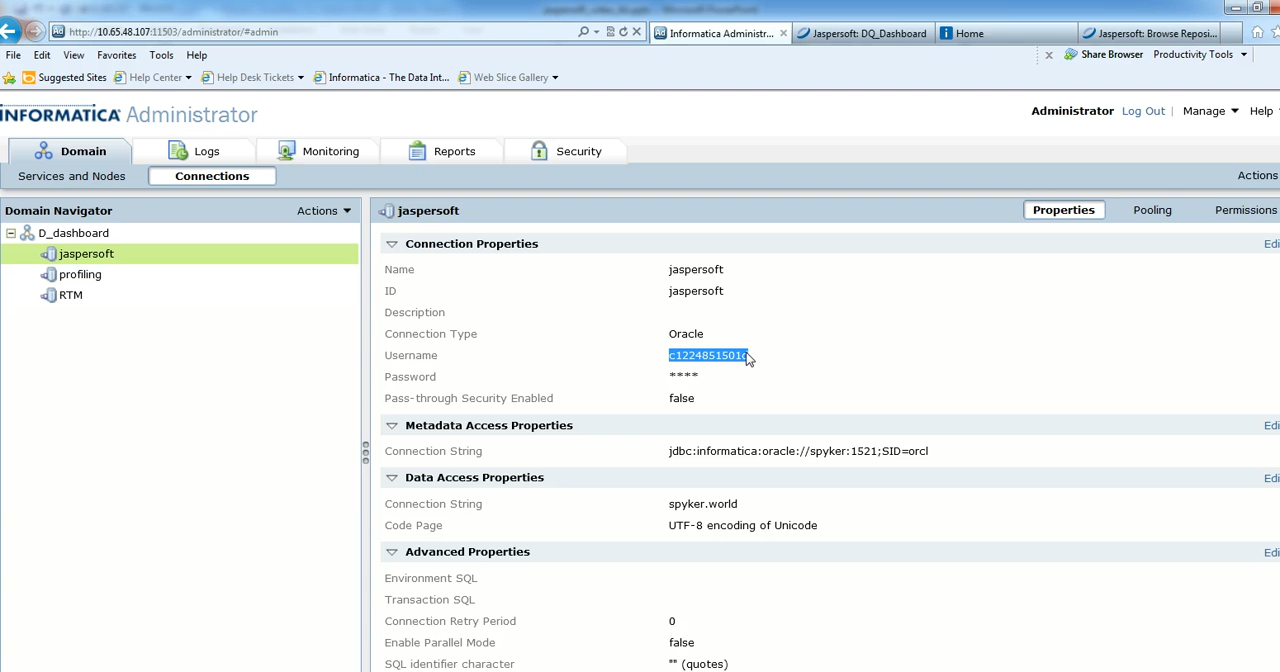 http://10.65.48.107:11503/administrator/#admin
Informatica Administr...
Jaspersoft: DQ_Dashboard
Home
Jaspersoft: Browse Reposi...
File Edit View Favorites Tools Help
Share Browser Productivity Tools
Suggested Sites Help Center Help Desk Tickets Informatica - The Data Int... Web Slice Gallery
INFORMATICA Administrator
Administrator Log Out | Manage Help
Domain Logs Monitoring Reports Security
Services and Nodes Connections Actions
Domain Navigator Actions
jaspersoft Properties Pooling Permissions
D_dashboard
jaspersoft
profiling
RTM
Connection Properties Edi
Name jaspersoft
ID jaspersoft
Description
Connection Type Oracle
Username
Password ****
Pass-through Security Enabled false
Metadata Access Properties Edi
Connection String jdbc:informatica:oracle://spyker:1521;SID=orcl
Data Access Properties Edi
Connection String spyker.world
Code Page UTF-8 encoding of Unicode
Advanced Properties Edi
Environment SQL
Transaction SQL
Connection Retry Period 0
Enable Parallel Mode false
SQL identifier character "" (quotes)